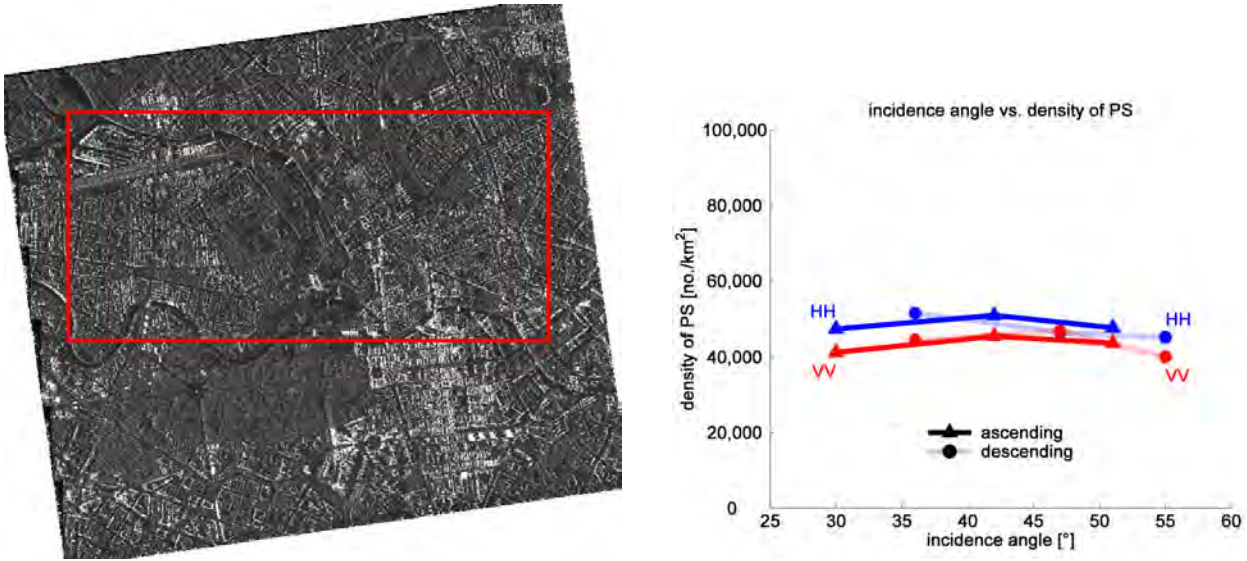 incidence angle vs. density of PS
100,000
80,000
60,000
40,000
20,000
0
density of PS [no./km²]
HH
HH
VV
VV
ascending
descending
25 30 35 40 45 50 55 60
incidence angle [°]